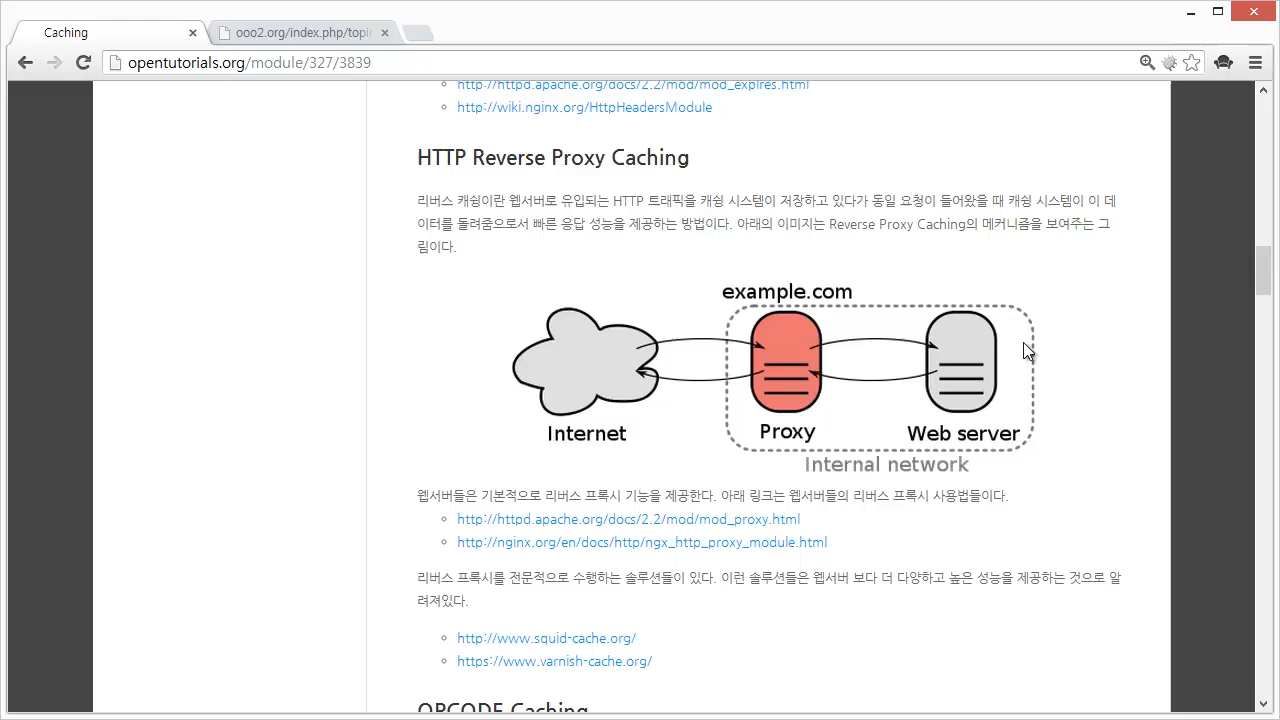 Caching
ooo2.org/index.php/topi
opentutorials.org/module/327/3839
http://httpd.apache.org/docs/2.2/mod/mod_expires.html
http://wiki.nginx.org/HttpHeadersModule
HTTP Reverse Proxy Caching
리버스 캐슁이란 웹서버로 유입되는 HTTP 트래픽을 캐슁 시스템이 저장하고 있다가 동일 요청이 들어왔을 때 캐슁 시스템이 이 데
이터를 돌려줌으로서 빠른 응답 성능을 제공하는 방법이다. 아래의 이미지는 Reverse Proxy Caching의 메커니즘을 보여주는 그
림이다.
example.com
Internet
Proxy
Web server
Internal network
웹서버들은 기본적으로 리버스 프록시 기능을 제공한다. 아래 링크는 웹서버들의 리버스 프록시 사용법들이다.
http://httpd.apache.org/docs/2.2/mod/mod_proxy.html
http://nginx.org/en/docs/http/ngx_http_proxy_module.html
리버스 프록시를 전문적으로 수행하는 솔루션들이 있다. 이런 솔루션들은 웹서버 보다 더 다양하고 높은 성능을 제공하는 것으로 알
려져있다.
http://www.squid-cache.org/
https://www.varnish-cache.org/
OPCODE Caching